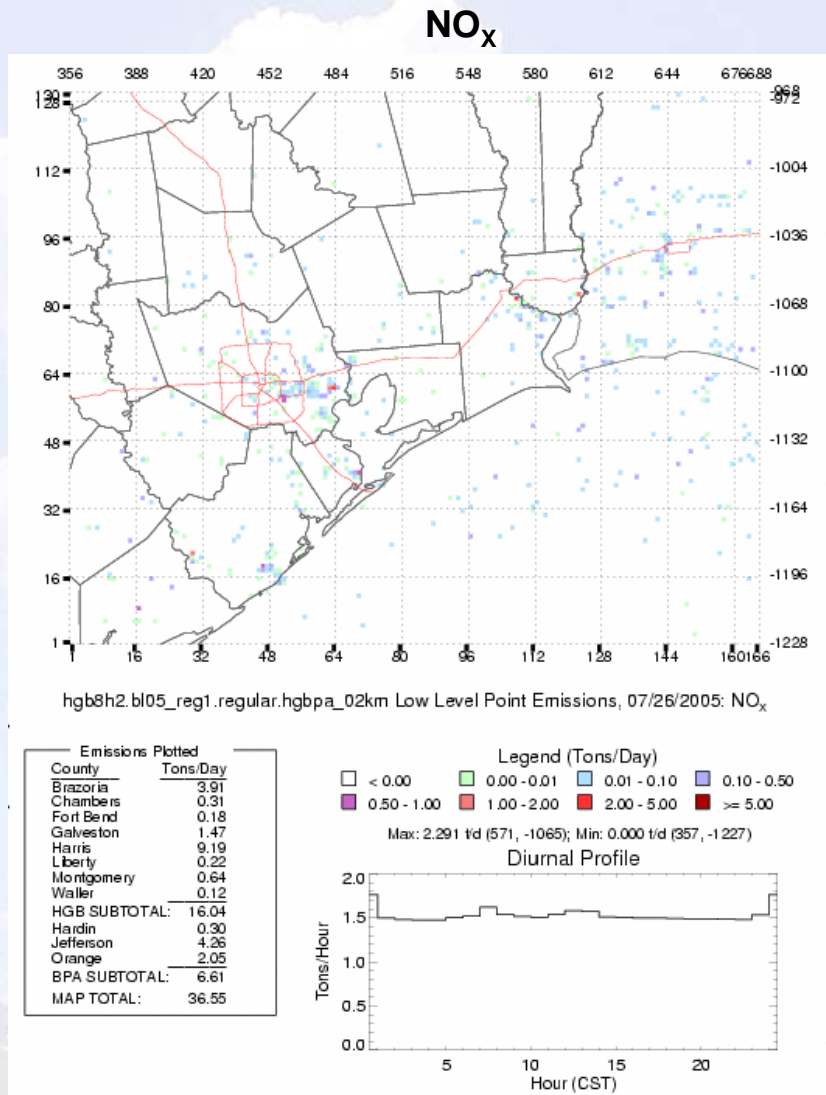 NOX
356 388 420 452 484 516 548 580 612 644 676688
130
128
112
96
80
64
48
32
16
1
-968
-972
-1004
-1036
-1068
-1100
-1132
-1164
-1196
-1228
1 16 32 48 64 80 96 112 128 144 160166
hgb8h2.bl05_reg1.regular.hgbpa_02km Low Level Point Emissions, 07/26/2005: NOX
Emissions Plotted
County Tons/Day
Brazoria 3.91
Chambers 0.31
Fort Bend 0.18
Galveston 1.47
Harris 9.19
Liberty 0.22
Montgomery 0.64
Waller 0.12
HGB SUBTOTAL: 16.04
Hardin 0.30
Jefferson 4.26
Orange 2.05
BPA SUBTOTAL: 6.61
MAP TOTAL: 36.55
Legend (Tons/Day)
< 0.00 0.00 - 0.01 0.01 - 0.10 0.10 - 0.50
0.50 - 1.00 1.00 - 2.00 2.00 - 5.00 >= 5.00
Max: 2.291 t/d (571, -1065); Min: 0.000 t/d (357, -1227)
Diurnal Profile
2.0
1.5
1.0
0.5
0.0
Tons/Hour
5 10 15 20
Hour (CST)